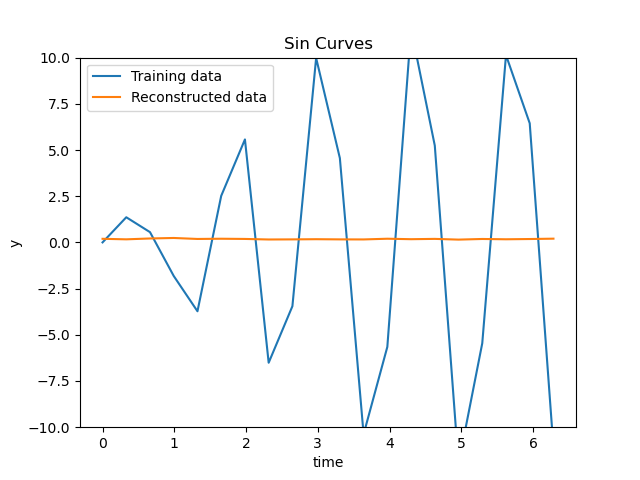 Sin Curves
Training data
Reconstructed data
10.0
7.5
5.0
2.5
0.0
−2.5
−5.0
−7.5
−10.0
y
0 1 2 3 4 5 6
time